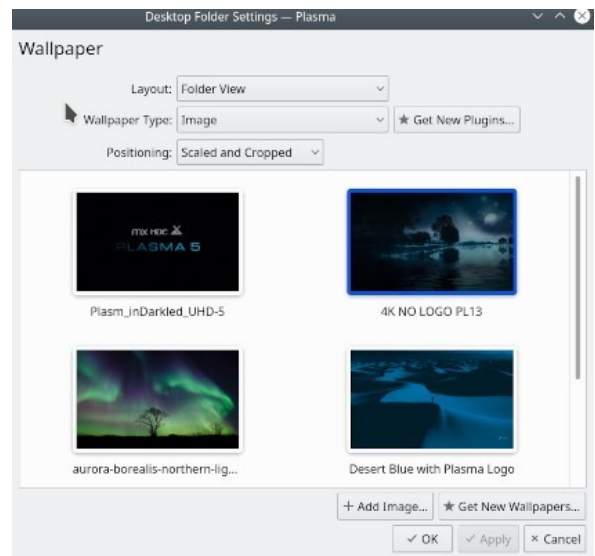 Desktop Folder Settings — Plasma
Wallpaper
Layout: Folder View
Wallpaper Type: Image ★ Get New Plugins...
Positioning: Scaled and Cropped
PLASMA 5
Plasm_inDarkled_UHD-5 4K NO LOGO PL13
aurora-borealis-northern-lig... Desert Blue with Plasma Logo
+ Add Image... ★ Get New Wallpapers...
✓ OK ✓ Apply × Cancel